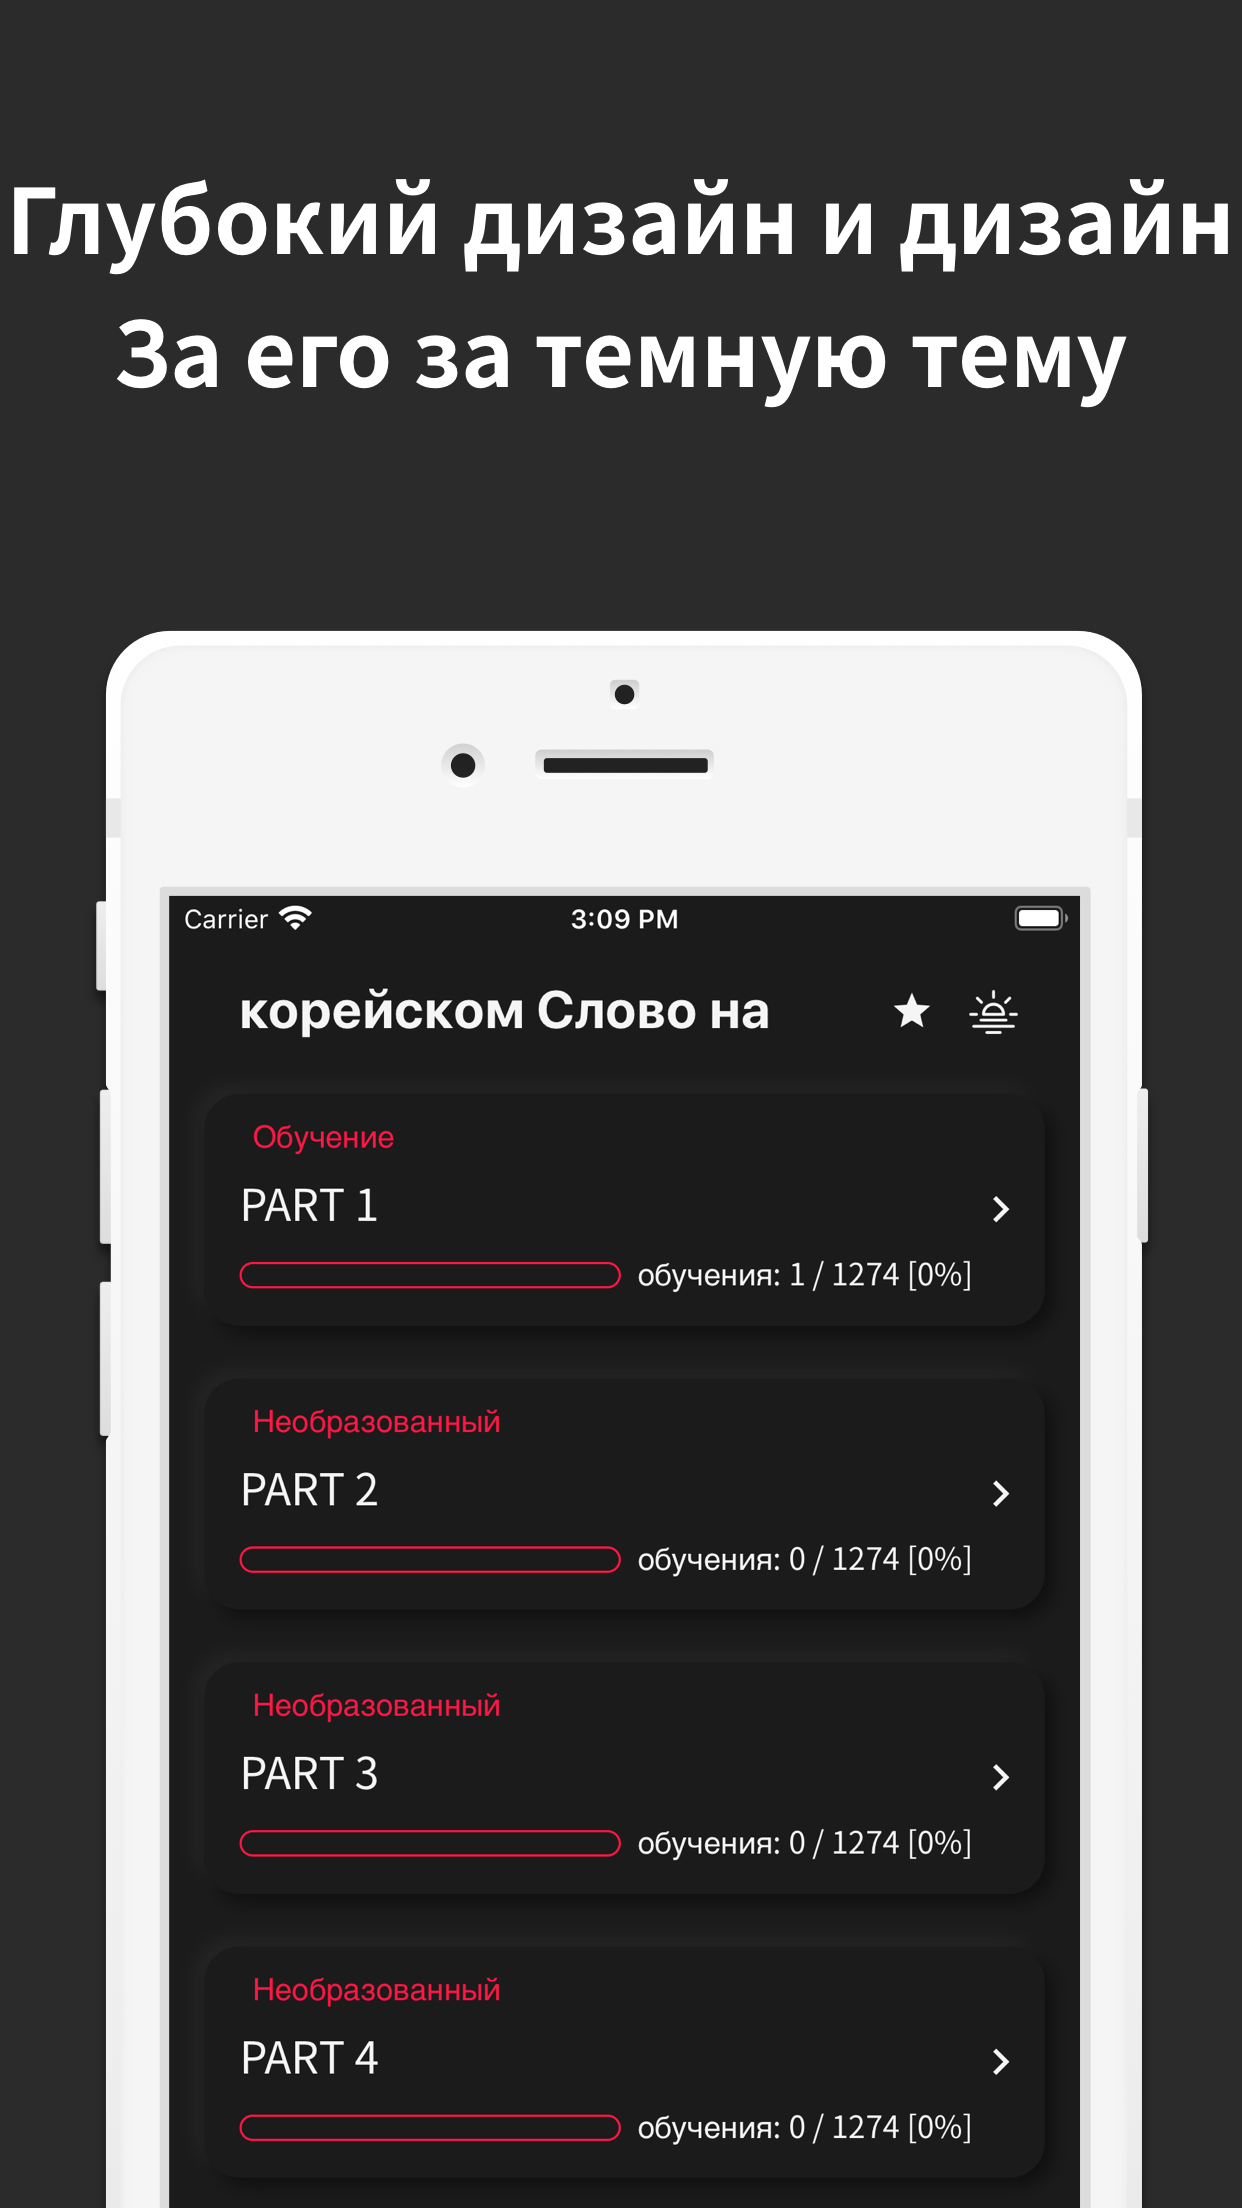 Глубокий дизайн и дизайн
За его за темную тему
Carrier 3:09 PM
корейском Слово на
Обучение
PART 1
обучения: 1 / 1274 [0%]
Необразованный
PART 2
обучения: 0 / 1274 [0%]
Необразованный
PART 3
обучения: 0 / 1274 [0%]
Необразованный
PART 4
обучения: 0 / 1274 [0%]